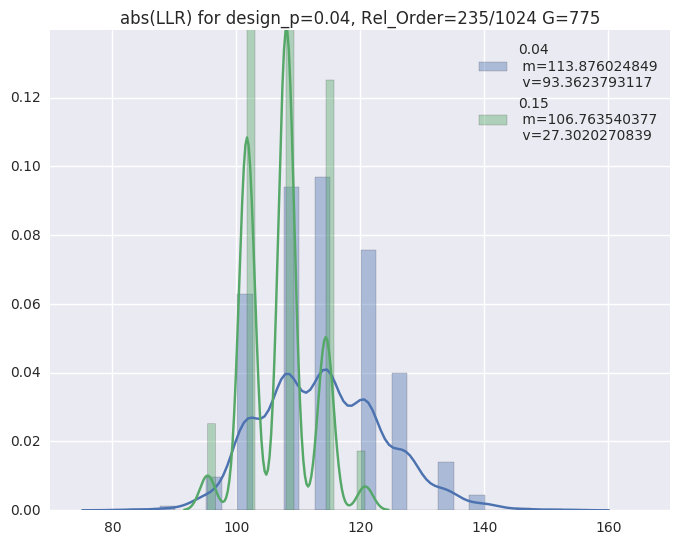 abs(LLR) for design_p=0.04, Rel_Order=235/1024 G=775
0.04
m=113.876024849
v=93.3623793117
0.15
m=106.763540377
v=27.3020270839
0.12
0.10
0.08
0.06
0.04
0.02
0.00
80
100
120
140
160